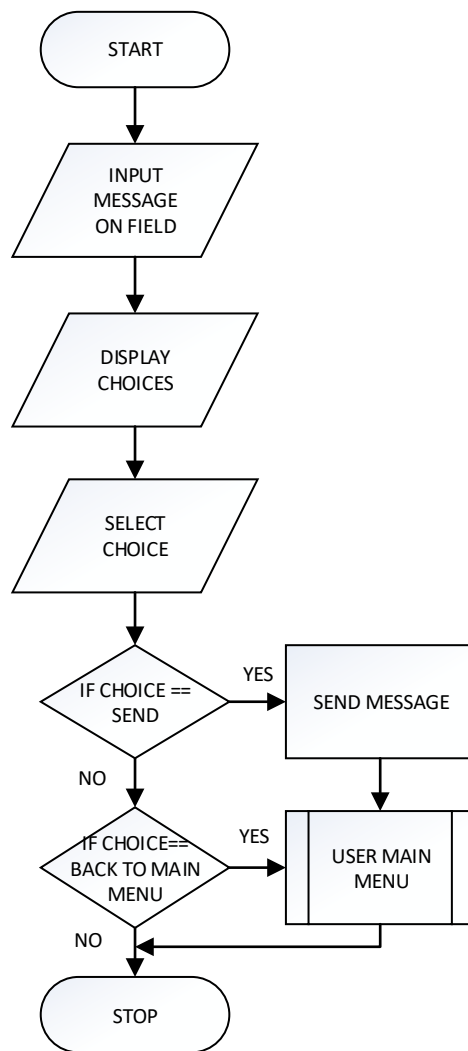 START
INPUT
MESSAGE
ON FIELD
DISPLAY
CHOICES
SELECT
CHOICE
IF CHOICE ==
SEND
YES
SEND MESSAGE
NO
IF CHOICE==
BACK TO MAIN
MENU
YES
USER MAIN
MENU
NO
STOP